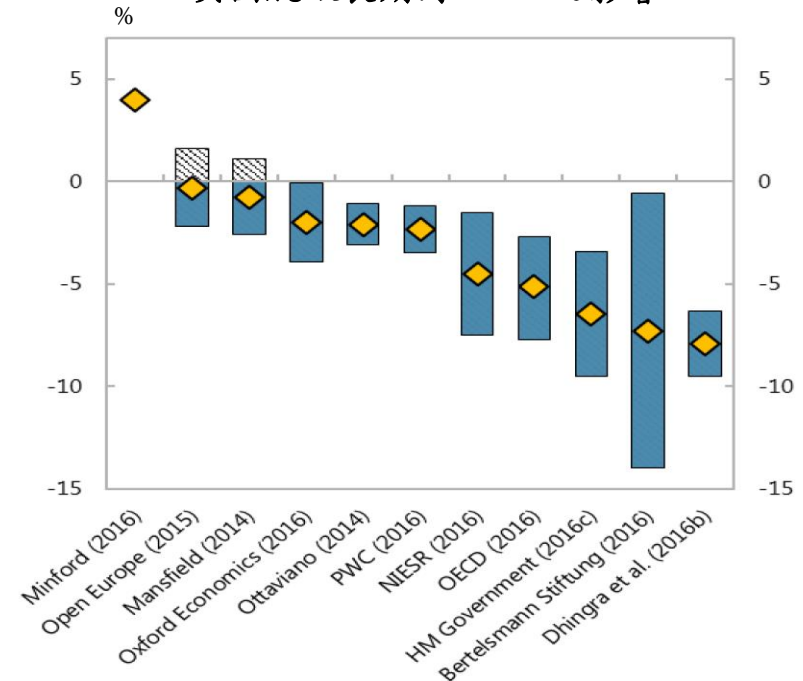 %
5 5
0 0
-5 -5
-10 -10
-15 -15
Minford (2016)
Open Europe (2015)
Mansfield (2014)
Oxford Economics (2016)
Ottaviano (2014)
PWC (2016)
NIESR (2016)
OECD (2016)
HM Government (2016c)
Bertelsmann Stiftung (2016)
Dhingra et al. (2016b)